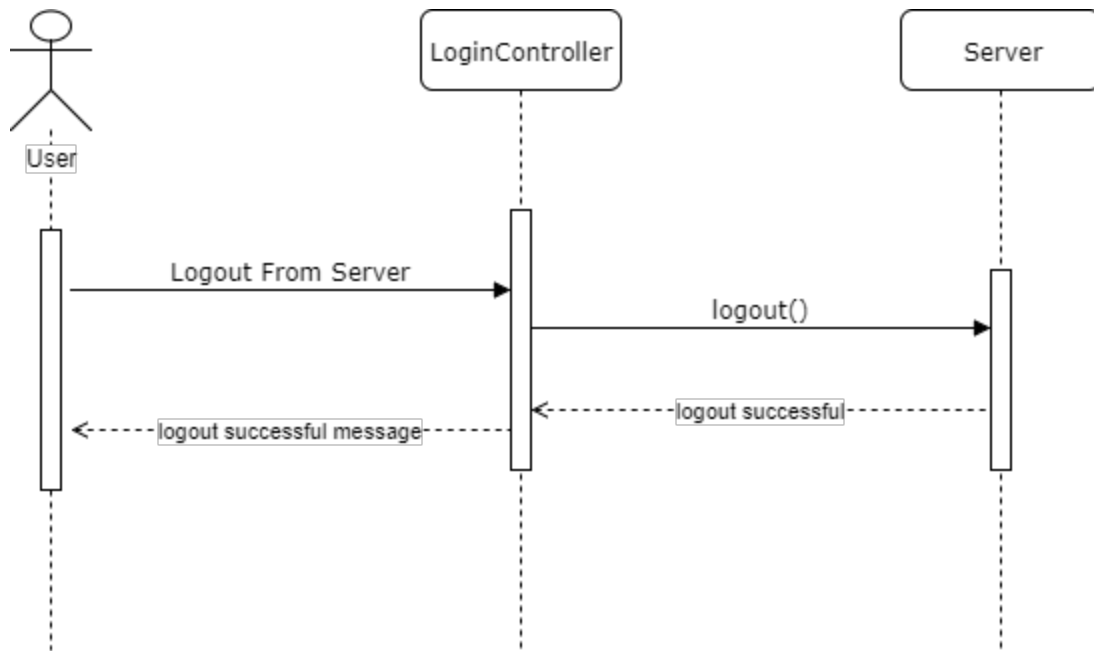 LoginController
Server
User
Logout From Server
logout()
logout successful
logout successful message